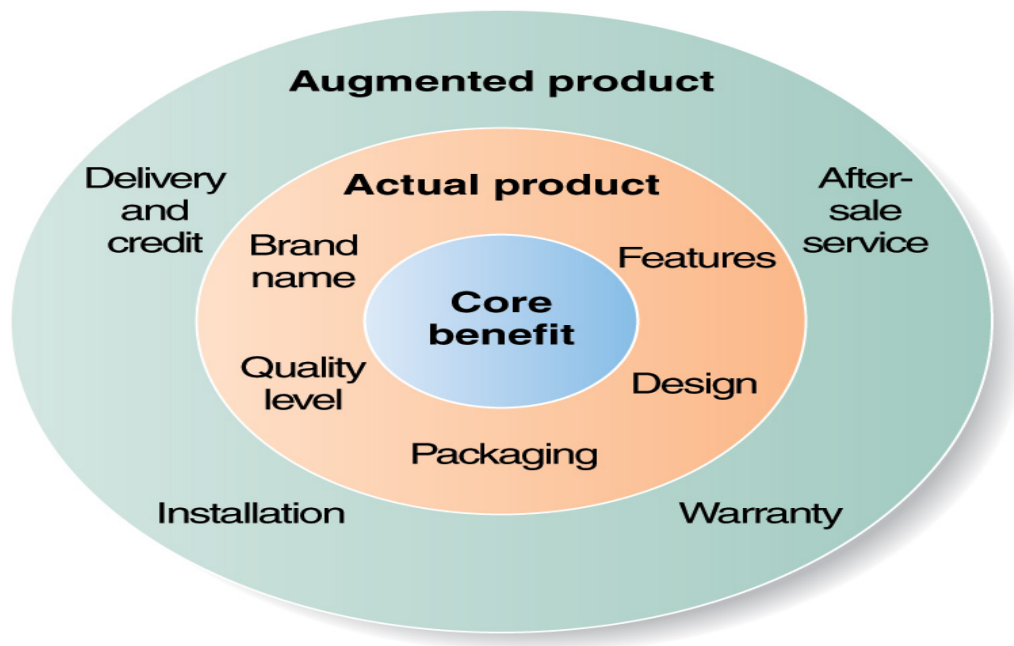 Augmented product
Delivery
and
credit
After-
sale
service
Actual product
Brand
name
Features
Core
benefit
Quality
level
Design
Packaging
Installation
Warranty